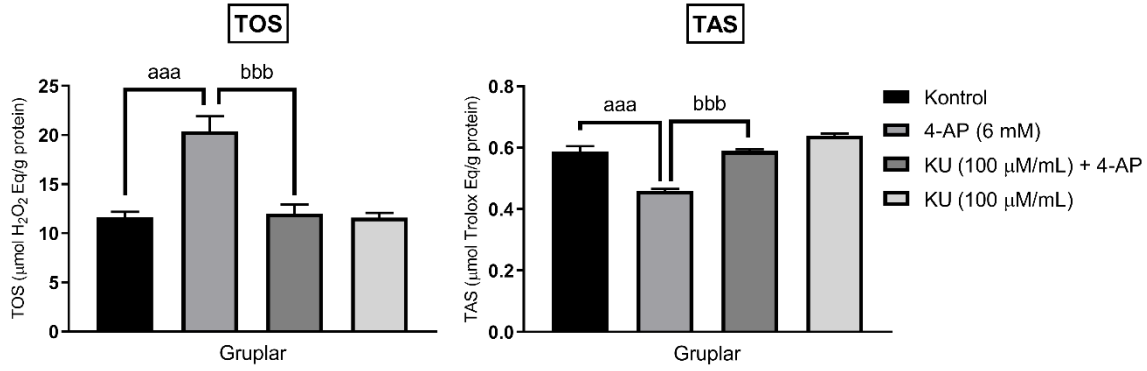 TOS
TOS (μmol H₂O₂ Eq/g protein)
25
20
15
10
5
0
aaa
bbb
Gruplar
TAS
TAS (μmol Trolox Eq/g protein)
0.8
0.6
0.4
0.2
0.0
aaa
bbb
Gruplar
Kontrol
4-AP (6 mM)
KU (100 μM/mL) + 4-AP
KU (100 μM/mL)